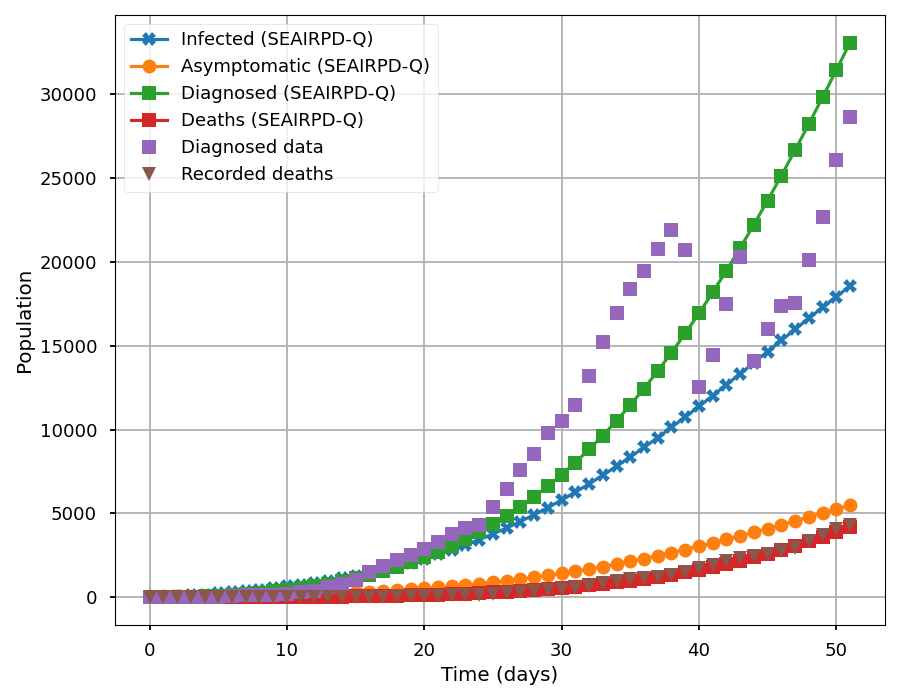 Infected (SEAIRPD-Q)
Asymptomatic (SEAIRPD-Q)
Diagnosed (SEAIRPD-Q)
Deaths (SEAIRPD-Q)
Diagnosed data
Recorded deaths
30000
25000
20000
15000
10000
5000
0
Population
0 10 20 30 40 50
Time (days)